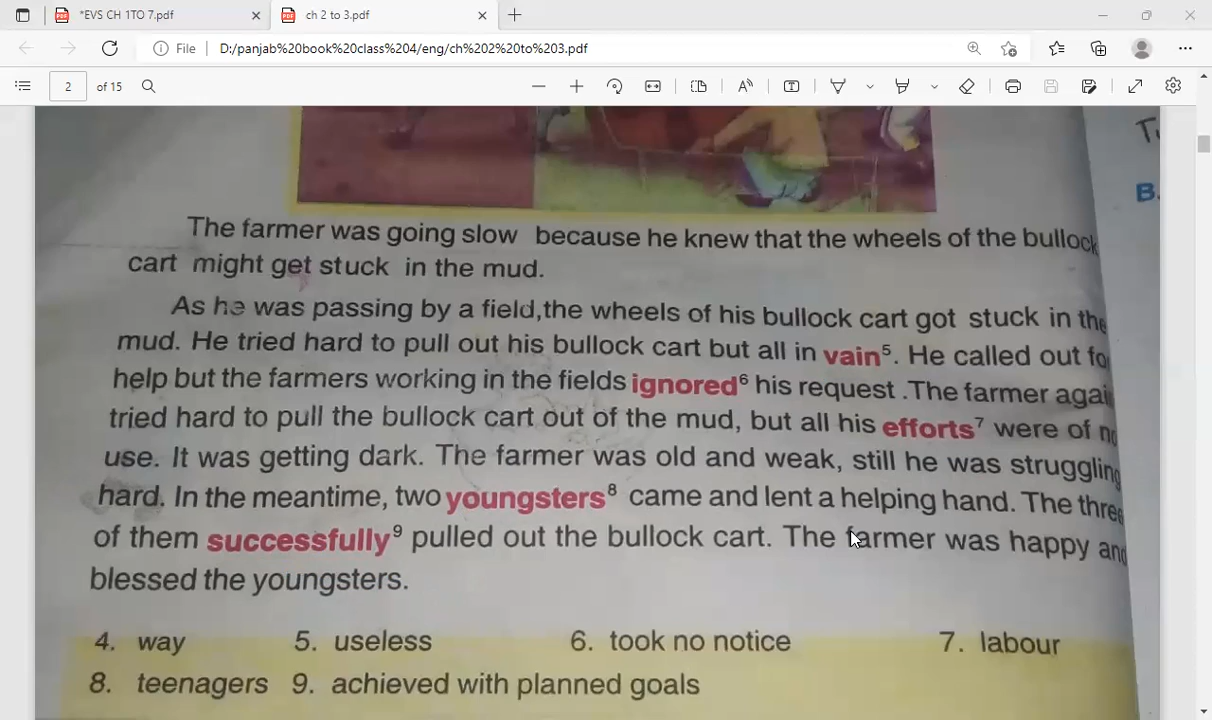 *EVS CH 1TO 7.pdf
ch 2 to 3.pdf
File D:/panjab%20book%20class%204/eng/ch%202%20to%203.pdf
2 of 15
B.
The farmer was going slow because he knew that the wheels of the bullock
cart might get stuck in the mud.
As he was passing by a field,the wheels of his bullock cart got stuck in the
mud. He tried hard to pull out his bullock cart but all in vain⁵. He called out fo
help but the farmers working in the fields ignored⁶ his request .The farmer agai
tried hard to pull the bullock cart out of the mud, but all his efforts⁷ were of no
use. It was getting dark. The farmer was old and weak, still he was struggling
hard. In the meantime, two youngsters⁸ came and lent a helping hand. The three
of them successfully⁹ pulled out the bullock cart. The farmer was happy and
blessed the youngsters.
4. way 5. useless 6. took no notice 7. labour
8. teenagers 9. achieved with planned goals